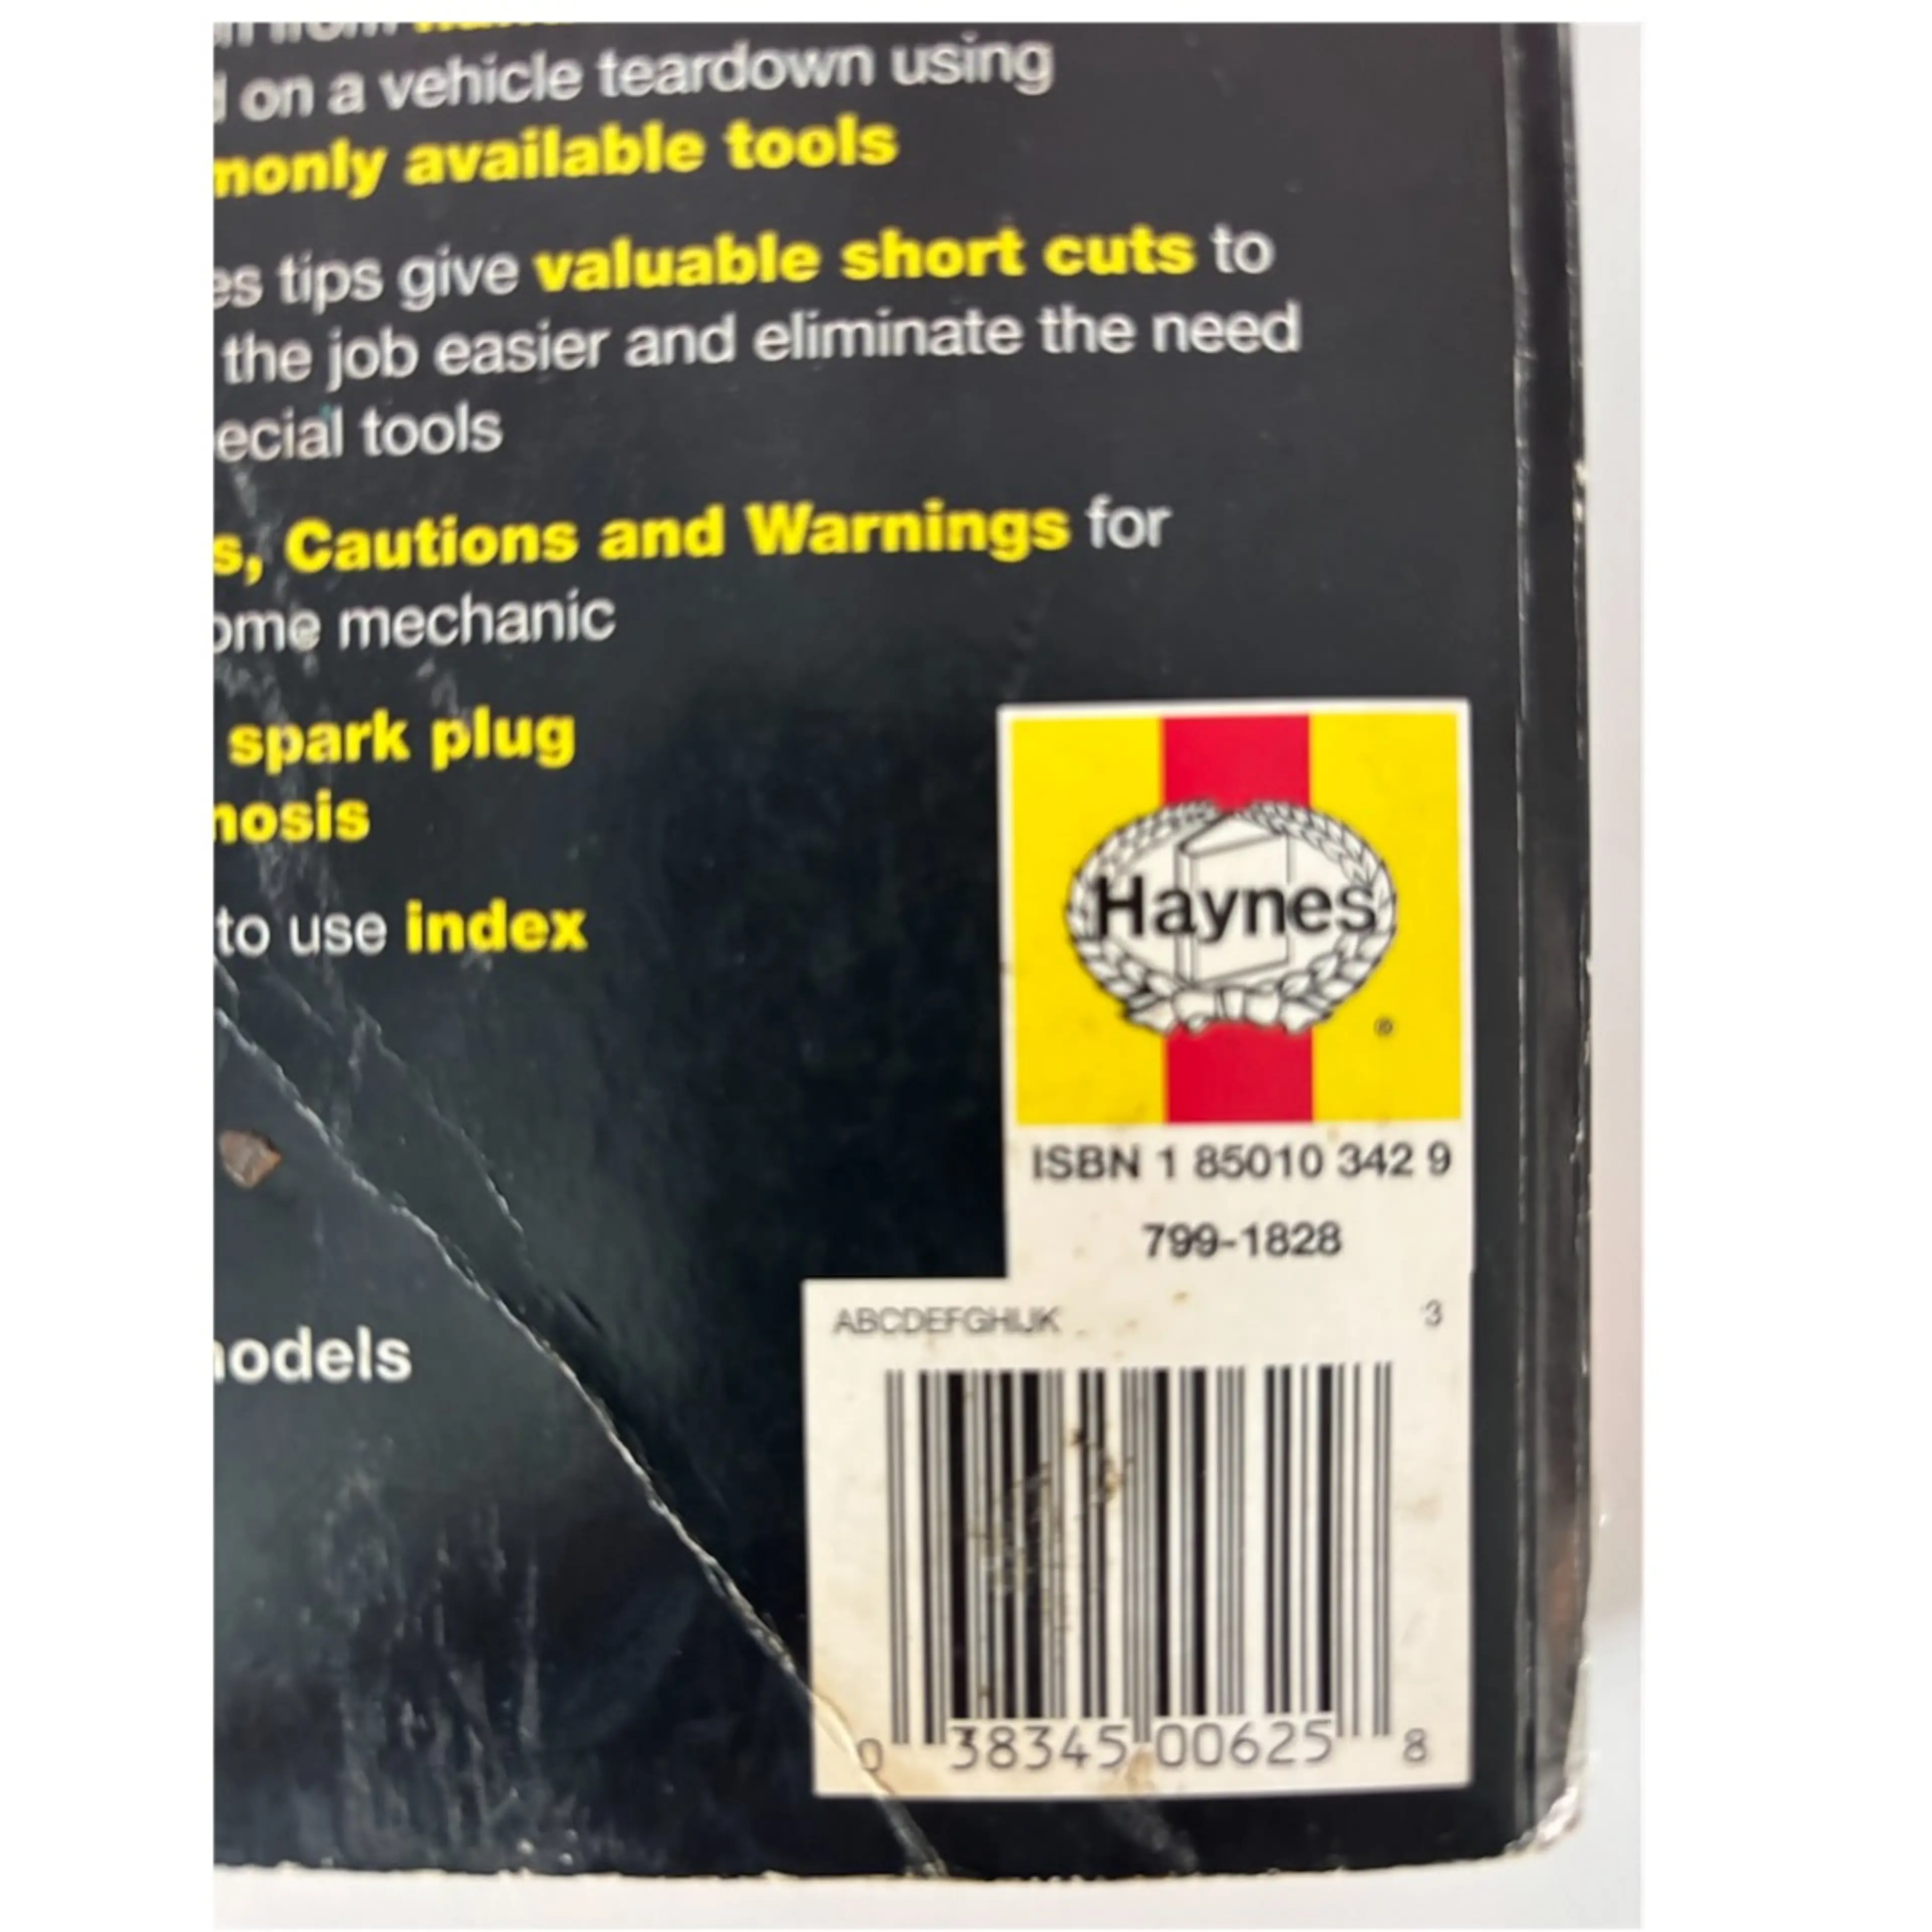 on a vehicle teardown using
monly available tools
es tips give valuable short cuts to
the job easier and eliminate the need
ecial tools
s, Cautions and Warnings for
ome mechanic
spark plug
nosis
to use index
odels
Haynes
®
ISBN 1 85010 342 9
799-1828
ABCDEFGHIJK 3
0 38345 00625 8